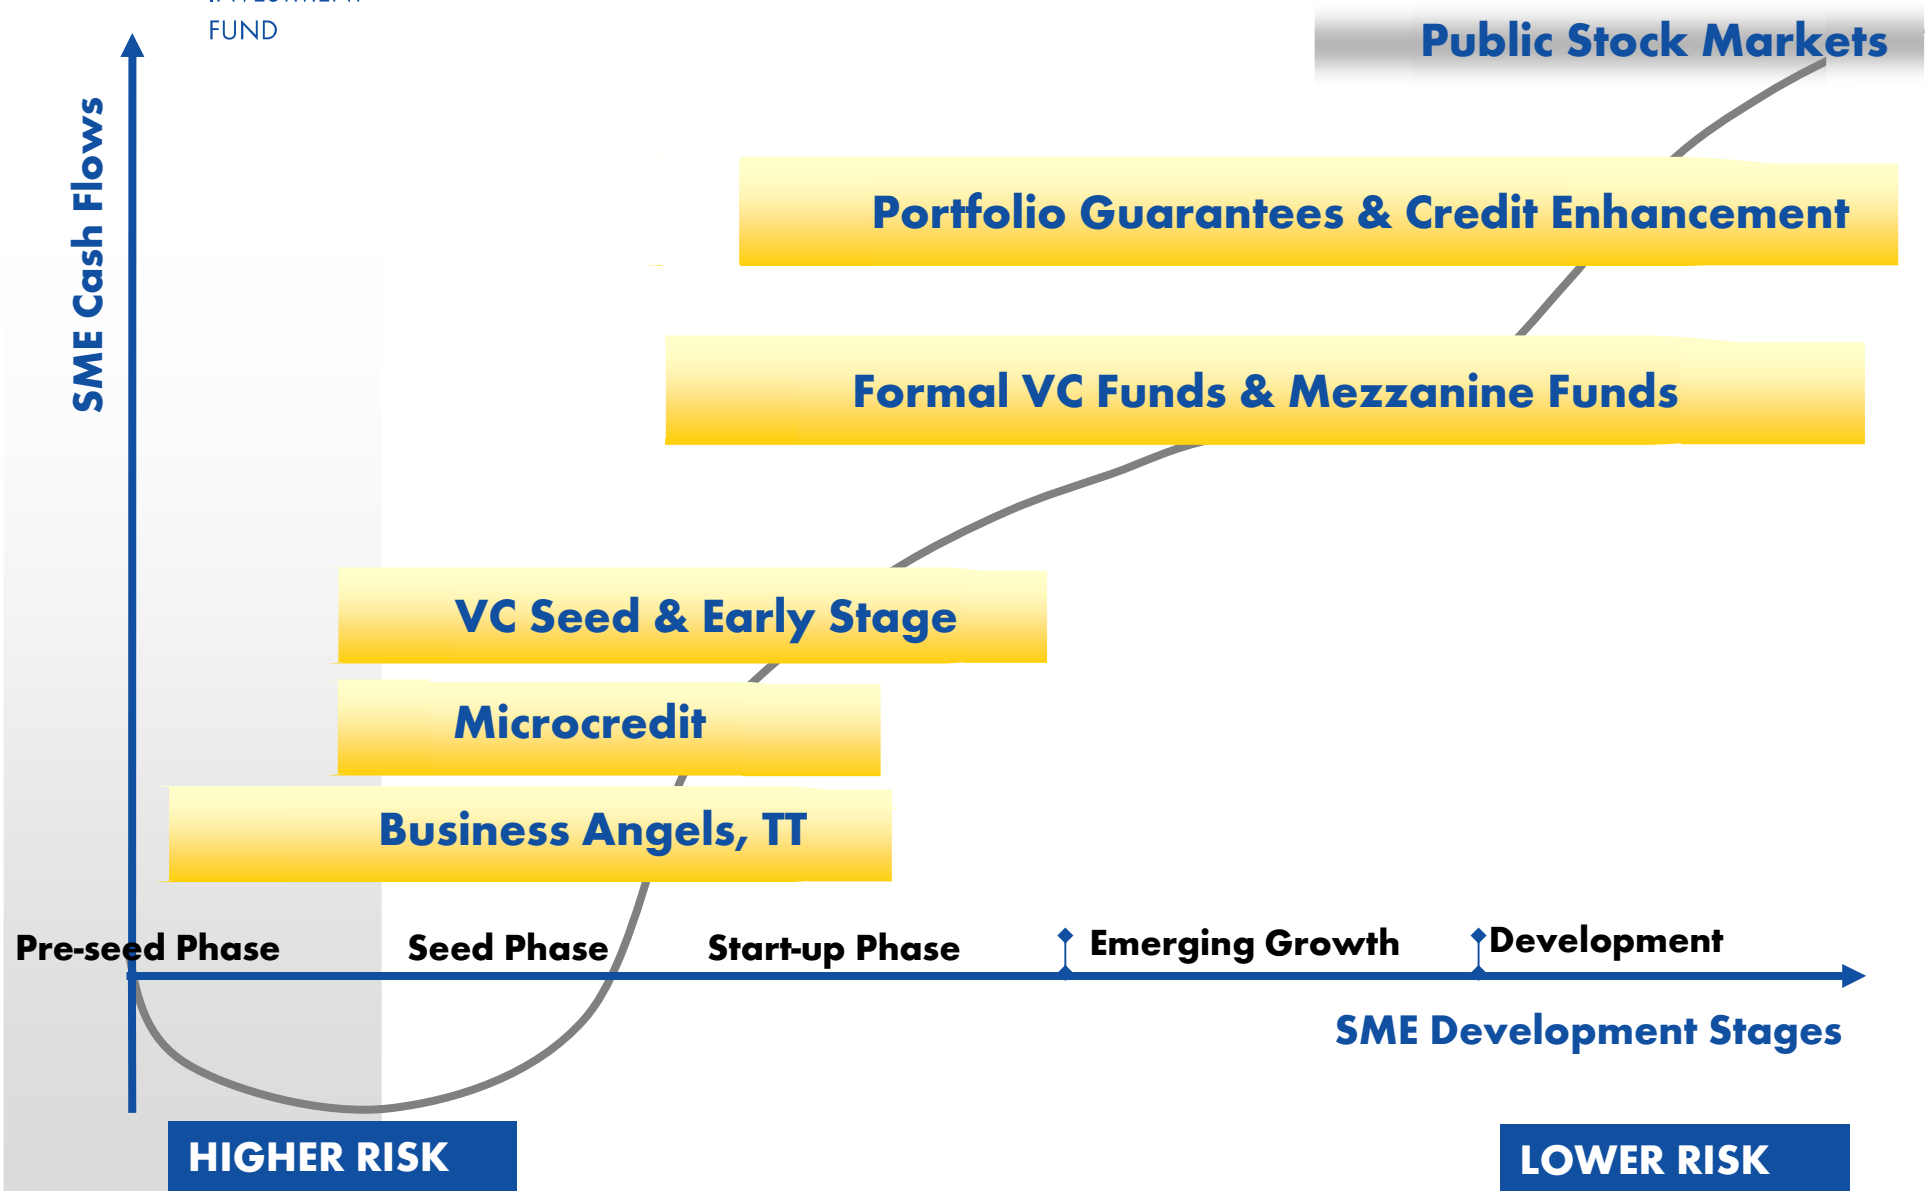 FUND
Public Stock Markets
SME Cash Flows
Portfolio Guarantees & Credit Enhancement
Formal VC Funds & Mezzanine Funds
VC Seed & Early Stage
Microcredit
Business Angels, TT
Pre-seed Phase
Seed Phase
Start-up Phase
Emerging Growth
Development
SME Development Stages
HIGHER RISK
LOWER RISK